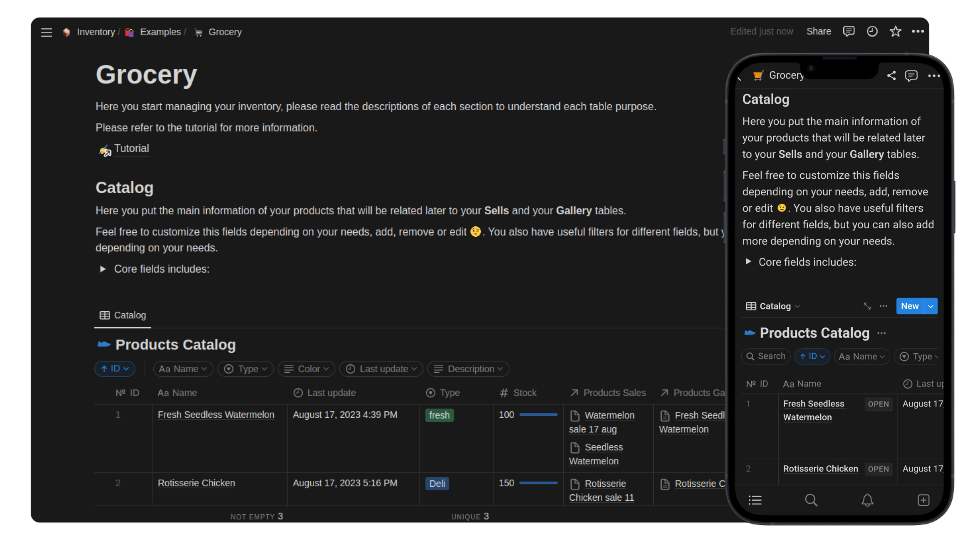 Inventory / Examples / Grocery
Edited just now Share
Grocery
Here you start managing your inventory, please read the descriptions of each section to understand each table purpose.
Please refer to the tutorial for more information.
Tutorial
Catalog
Here you put the main information of your products that will be related later to your Sells and your Gallery tables.
Feel free to customize this fields depending on your needs, add, remove or edit 😉. You also have useful filters for different fields, but
depending on your needs.
Core fields includes:
Catalog
Products Catalog
ID Aa Name Type Color Last update Description
Nº ID Aa Name Last update Type # Stock Products Sales Products Ga
1 Fresh Seedless Watermelon August 17, 2023 4:39 PM fresh 100 Watermelon Fresh Seedl
sale 17 aug Watermelon
Seedless
Watermelon
2 Rotisserie Chicken August 17, 2023 5:16 PM Deli 150 Rotisserie Rotisserie C
Chicken sale 11
NOT EMPTY 3 UNIQUE 3
Grocery
Catalog
Here you put the main information of
your products that will be related later
to your Sells and your Gallery tables.
Feel free to customize this fields
depending on your needs, add, remove
or edit 😉. You also have useful filters
for different fields, but you can also add
more depending on your needs.
Core fields includes:
Catalog New
Products Catalog
Search ID Aa Name Type
Nº ID Aa Name Last up
1 Fresh Seedless OPEN August 17
Watermelon
2 Rotisserie Chicken OPEN August 17